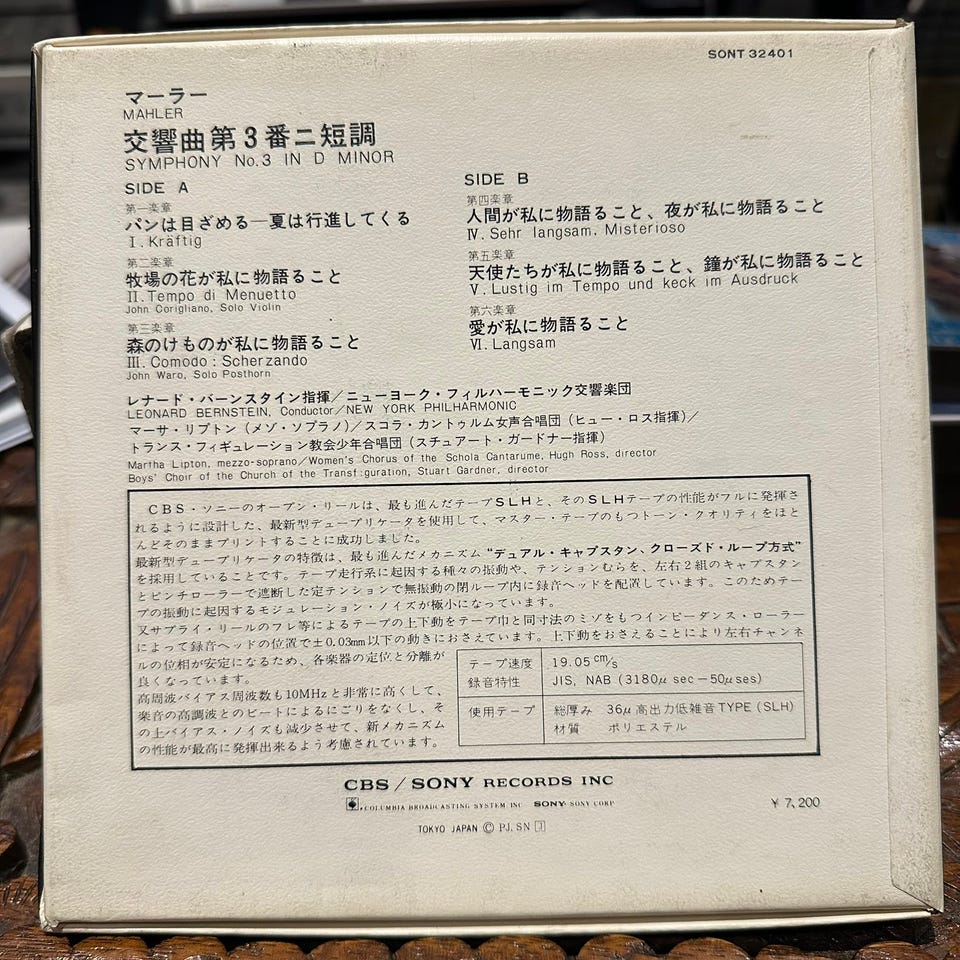 SONT 32401
マーラー
MAHLER
交響曲第3番ニ短調
SYMPHONY No.3 IN D MINOR
SIDE A
第一楽章
パンは目ざめる—夏は行進してくる
I. Kräftig
第二楽章
牧場の花が私に物語ること
II. Tempo di Menuetto
John Corigliano, Solo Violin
第三楽章
森のけものが私に物語ること
III. Comodo : Scherzando
John Waro, Solo Posthorn
SIDE B
第四楽章
人間が私に物語ること、夜が私に物語ること
IV. Sehr langsam. Misterioso
第五楽章
天使たちが私に物語ること、鐘が私に物語ること
V. Lustig im Tempo und keck im Ausdruck
第六楽章
愛が私に物語ること
VI. Langsam
レナード・バーンスタイン指揮/ニューヨーク・フィルハーモニック交響楽団
LEONARD BERNSTEIN, Conductor/NEW YORK PHILHARMONIC
マーサ・リプトン(メゾ・ソプラノ)/スコラ・カントゥルム女声合唱団(ヒュー・ロス指揮)/
トランス・フィギュレーション教会少年合唱団(スチュアート・ガードナー指揮)
Martha Lipton, mezzo-soprano/Women's Chorus of the Schola Cantarume, Hugh Ross, director
Boys' Choir of the Church of the Transf:guration, Stuart Gardner, director
CBS・ソニーのオープン・リールは、最も進んだテープSLHと、そのSLHテープの性能がフルに発揮さ
れるように設計した、最新型デューブリケータを使用して、マスター・テープのもつトーン・クオリティをほと
んどそのままプリントすることに成功しました。
最新型デューブリケータの特徴は、最も進んだメカニズム“デュアル・キャプスタン、クローズド・ループ方式”
を採用していることです。テープ走行系に起因する種々の振動や、テンションむらを、左右2組のキャプスタン
とピンチローラーで遮断した定テンションで無振動の閉ループ内に録音ヘッドを配置しています。このためテー
プの振動に起因するモジュレーション・ノイズが極小になっています。
又サプライ・リールのフレ等によるテープの上下動をテープ巾と同寸法のミゾをもつインピーダンス・ローラー
によって録音ヘッドの位置で±0.03mm以下の動きにおさえています。上下動をおさえることにより左右チャンネ
ルの位相が安定になるため、各楽器の定位と分離が
良くなっています。
高周波バイアス周波数も10MHzと非常に高くして、
楽音の高調波とのビートによるにごりをなくし、そ
の上バイアス・ノイズも減少させて、新メカニズム
の性能が最高に発揮出来るよう考慮されています。
テープ速度 19.05 cm/s
録音特性 JIS, NAB (3180μ sec—50μ ses)
使用テープ 総厚み 36μ高出力低雑音TYPE (SLH)
材質 ポリエステル
CBS/SONY RECORDS INC
COLUMBIA BROADCASTING SYSTEM INC SONY SONY CORP
¥ 7,200
TOKYO JAPAN © PJ. SN J